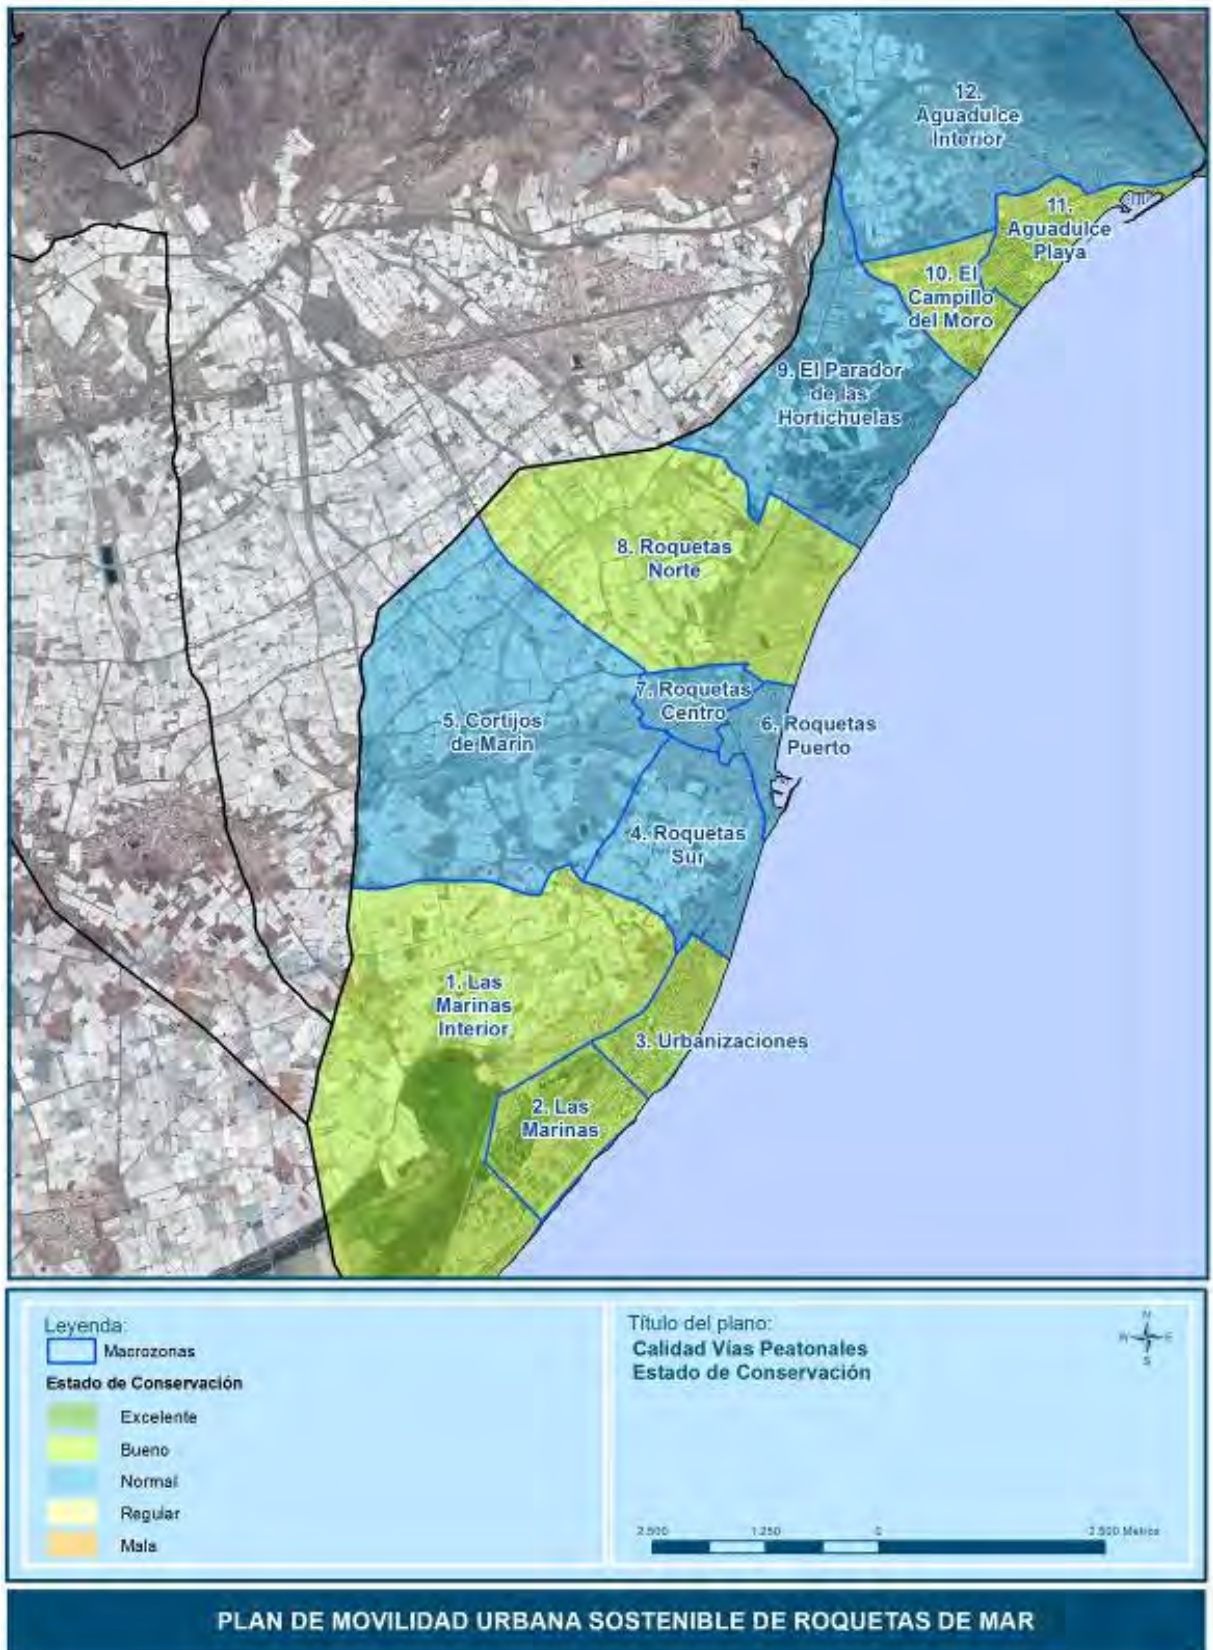 12.
Aguadulce
Interior
11.
Aguadulce
Playa
10. El
Campillo
del Moro
9. El Parador
de las
Hortichuelas
8. Roquetas
Norte
7. Roquetas
Centro
6. Roquetas
Puerto
5. Cortijos
de Marin
4. Roquetas
Sur
1. Las
Marinas
Interior
3. Urbanizaciones
2. Las
Marinas
Leyenda:
Macrozonas
Estado de Conservación
Excelente
Bueno
Normal
Regular
Mala
Título del plano:
Calidad Vías Peatonales
Estado de Conservación
N
W E
S
2.500 1.250 0 2.500 Metros
PLAN DE MOVILIDAD URBANA SOSTENIBLE DE ROQUETAS DE MAR